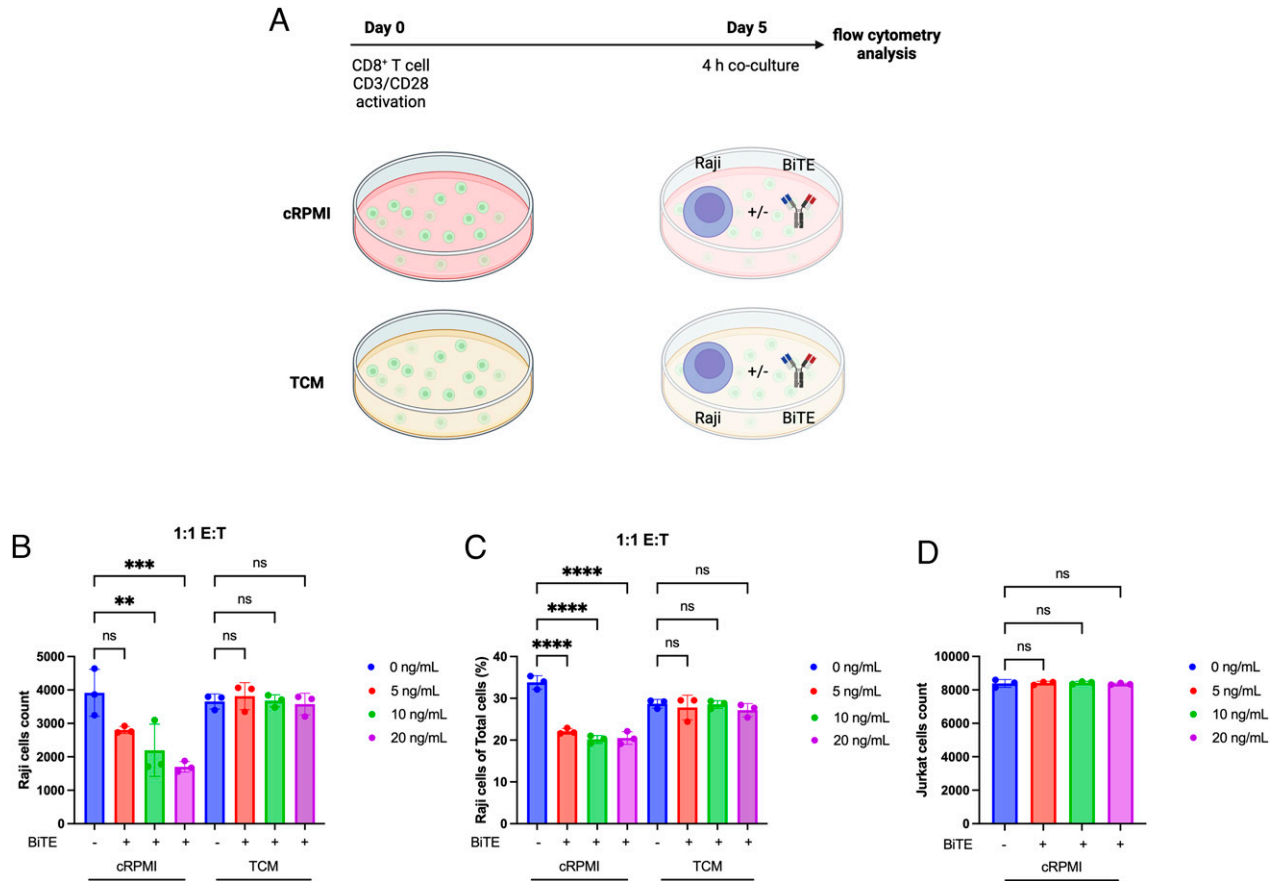 A
Day 0
Day 5
flow cytometry
analysis
CD8⁺ T cell
CD3/CD28
activation
4 h co-culture
cRPMI
Raji
BiTE
+/-
TCM
+/-
Raji
BiTE
B
1:1 E:T
***
ns
**
ns
ns
ns
Raji cells count
5000
4000
3000
2000
1000
0
0 ng/mL
5 ng/mL
10 ng/mL
20 ng/mL
BiTE - + + + - + + +
cRPMI TCM
C
1:1 E:T
****
ns
****
ns
****
ns
Raji cells of Total cells (%)
40
30
20
10
0
0 ng/mL
5 ng/mL
10 ng/mL
20 ng/mL
BiTE - + + + - + + +
cRPMI TCM
D
ns
ns
ns
Jurkat cells count
10000
8000
6000
4000
2000
0
0 ng/mL
5 ng/mL
10 ng/mL
20 ng/mL
BiTE - + + +
cRPMI